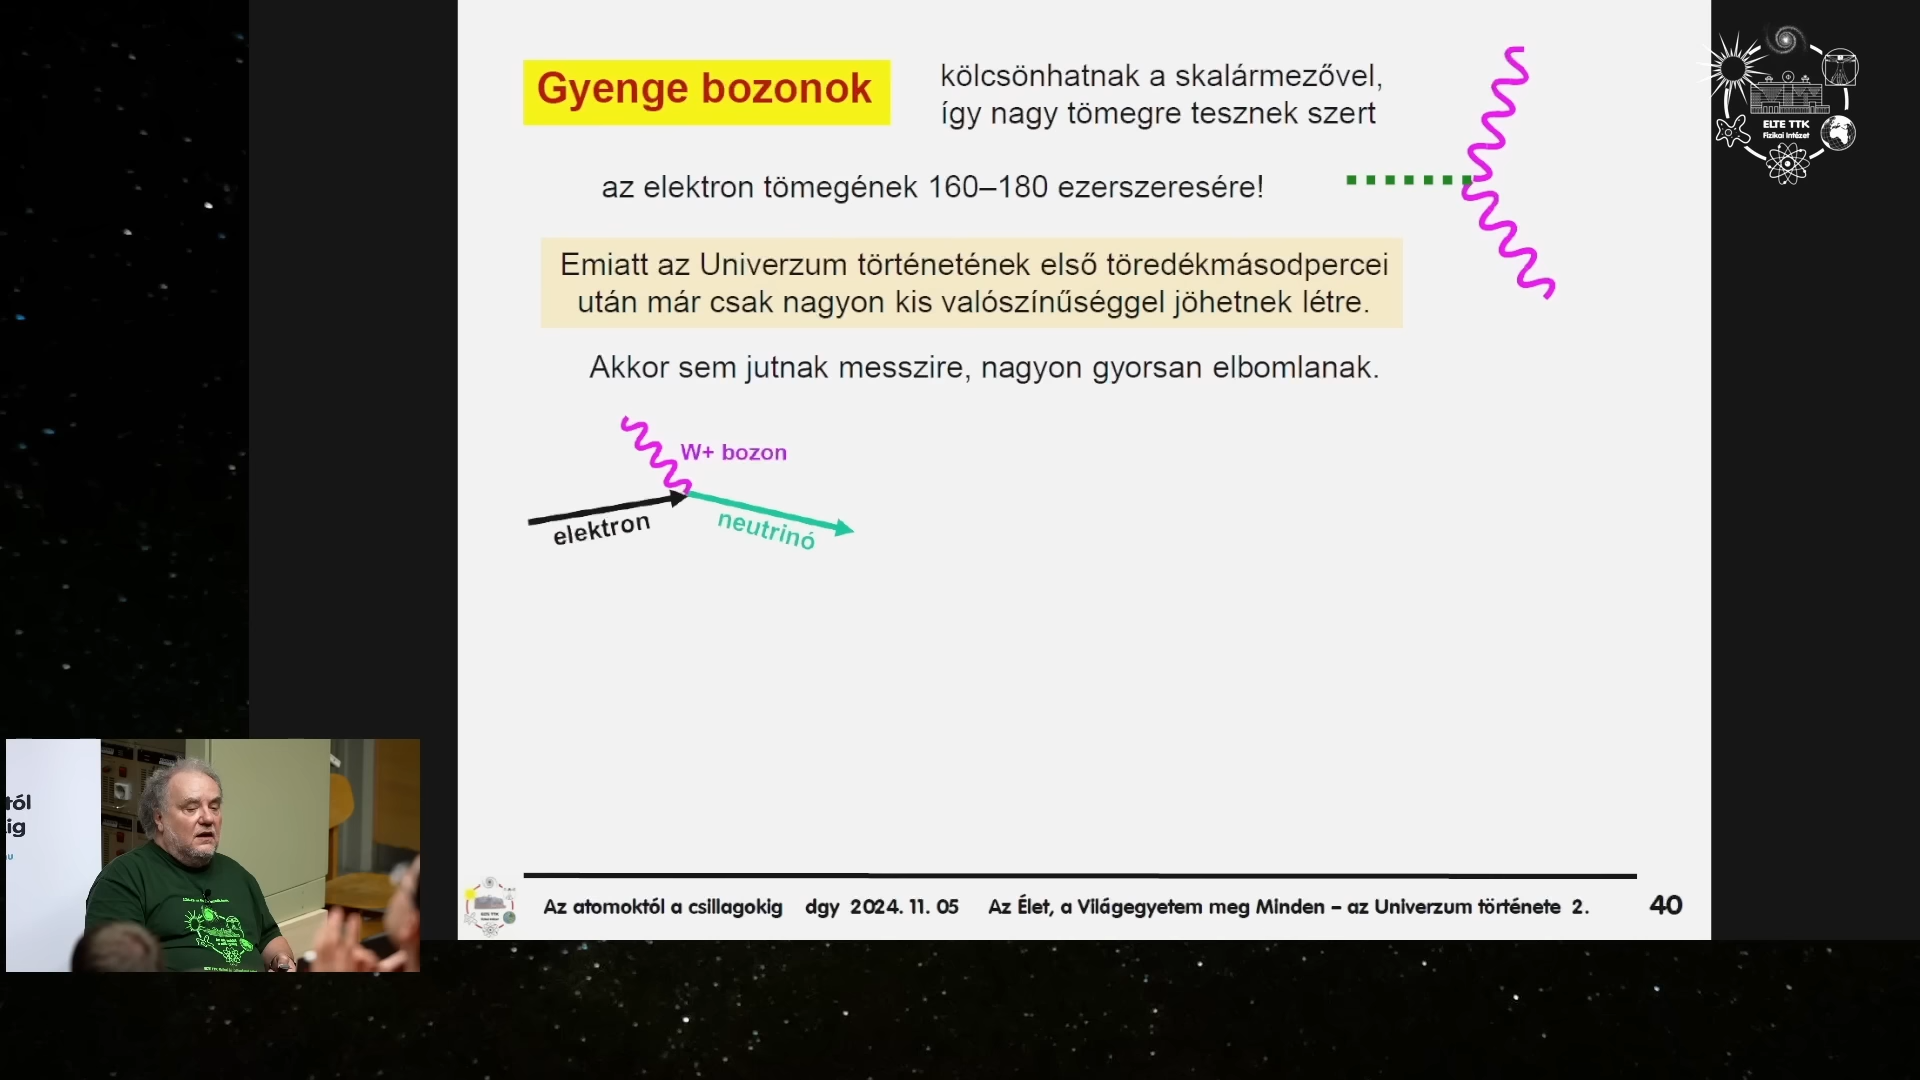 Gyenge bozonok
kölcsönhatnak a skalármezővel,
így nagy tömegre tesznek szert
az elektron tömegének 160–180 ezerszeresére!
Emiatt az Univerzum történetének első töredékmásodpercei
után már csak nagyon kis valószínűséggel jöhetnek létre.
Akkor sem jutnak messzire, nagyon gyorsan elbomlanak.
W+ bozon
elektron
neutrinó
ELTE TTK
Fizikai Intézet
tól
ig
Az atomoktól a csillagokig dgy 2024. 11. 05 Az Élet, a Világegyetem meg Minden – az Univerzum története 2. 40